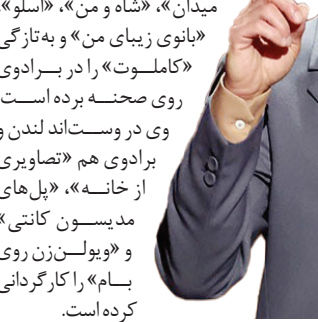 میدان»، «شاه و من»، «اسلو»،
«بانوی زیبای من» و به‌تازگی
«کاملوت» را در برادوی
روی صحنه برده است.
وی در وست‌اند لندن و
برادوی هم «تصاویری
از خانه»، «پل‌های
مدیسون کانتی»
و «ویولن‌زن روی
بام» را کارگردانی
کرده است.